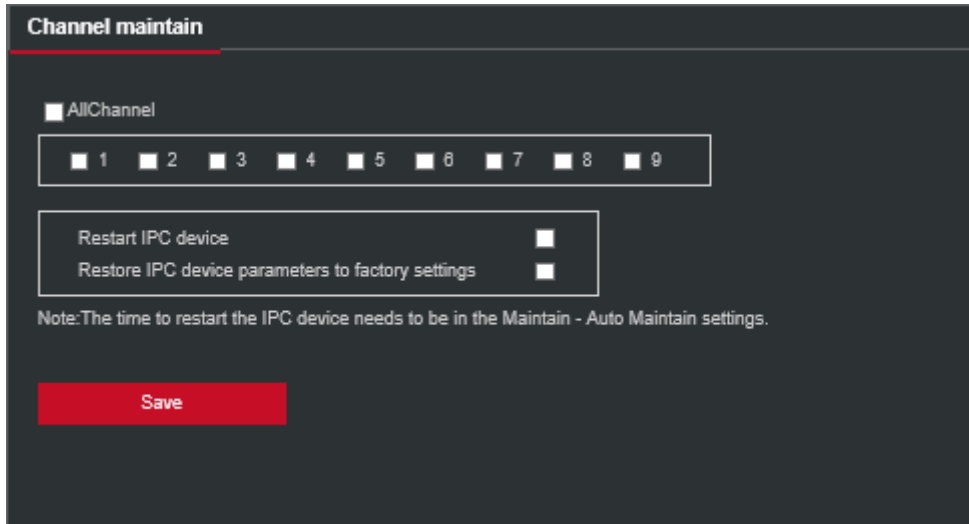 Channel maintain
AllChannel
1 2 3 4 5 6 7 8 9
Restart IPC device
Restore IPC device parameters to factory settings
Note:The time to restart the IPC device needs to be in the Maintain - Auto Maintain settings.
Save